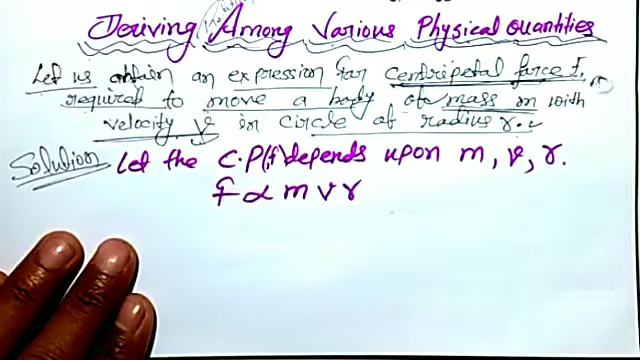 Deriving Among Various Physical Quantities
Let us obtain an expression for centripetal force F,
required to move a body of mass m with
velocity v in circle of radius r.
Solution Let the C.P(F) depends upon m, v, r.
F ∝ m v r